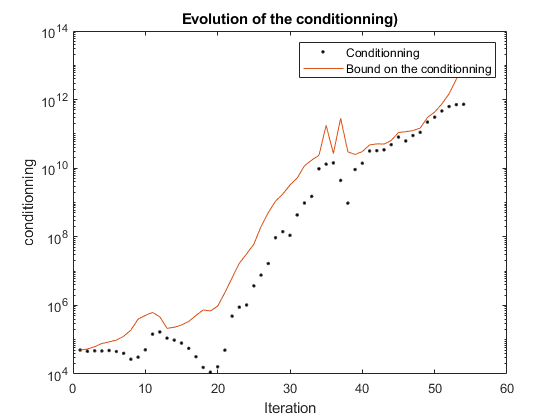 Evolution of the conditionning)
10^14
Conditionning
Bound on the conditionning
10^12
10^10
10^8
10^6
10^4
conditionning
0 10 20 30 40 50 60
Iteration